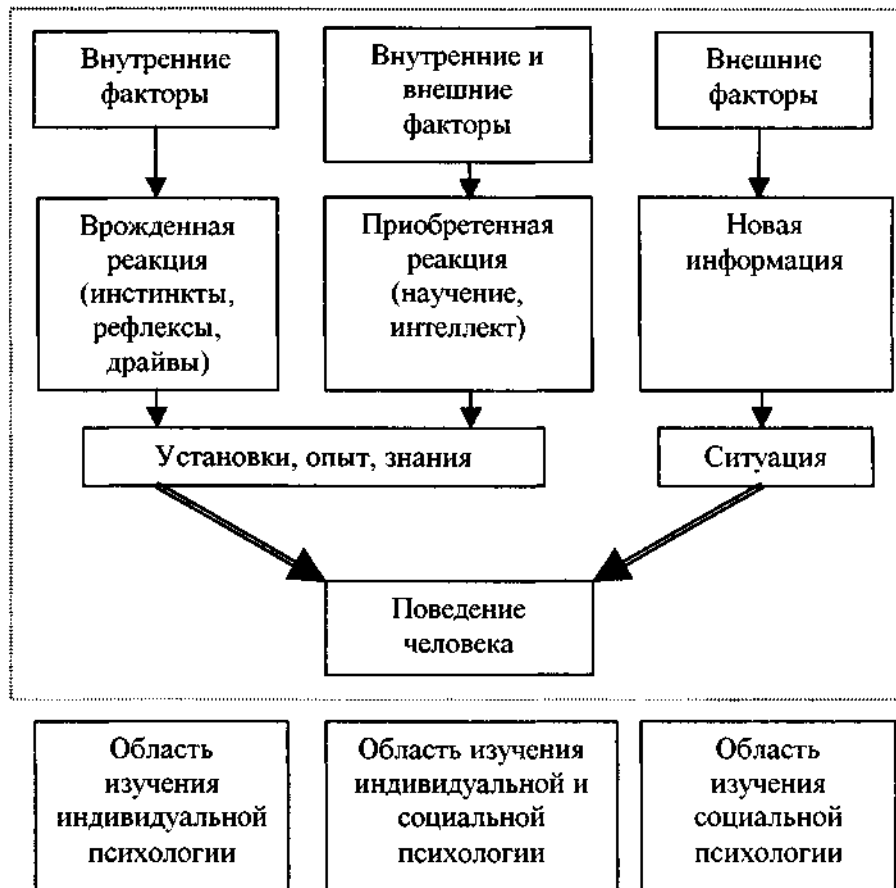 Внутренние
факторы
Внутренние и
внешние
факторы
Внешние
факторы
Врожденная
реакция
(инстинкты,
рефлексы,
драйвы)
Приобретенная
реакция
(научение,
интеллект)
Новая
информация
Установки, опыт, знания
Ситуация
Поведение
человека
Область
изучения
индивидуальной
психологии
Область изучения
индивидуальной и
социальной
психологии
Область
изучения
социальной
психологии